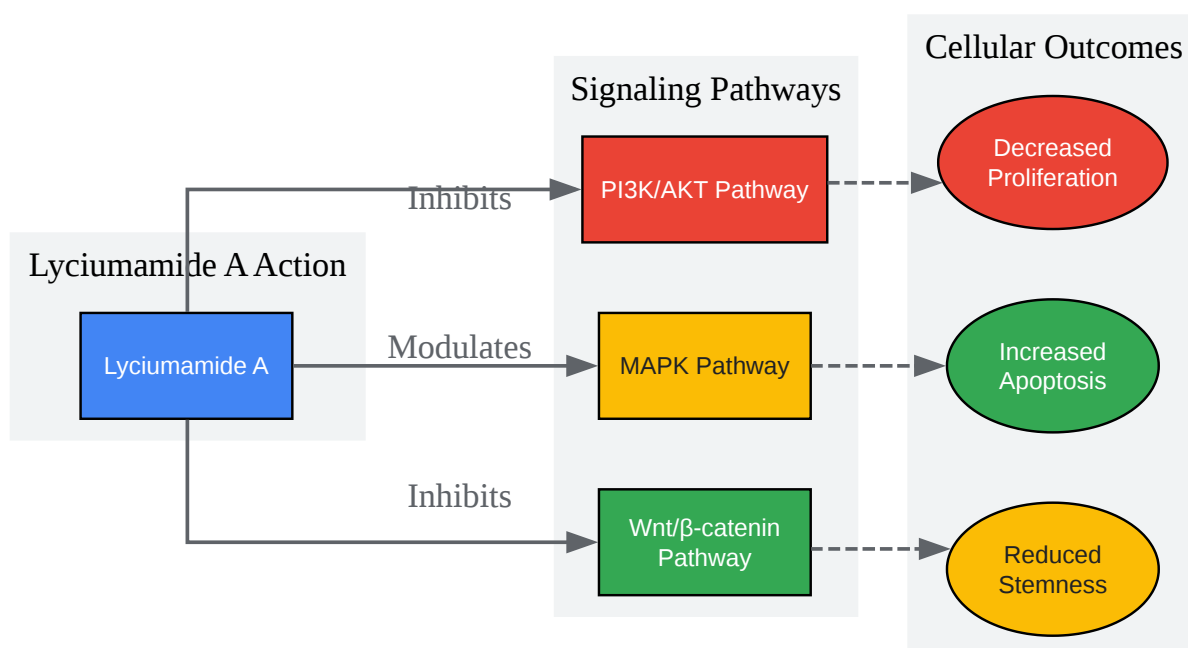 Cellular Outcomes
Signaling Pathways
Decreased
Proliferation
PI3K/AKT Pathway
Inhibits
Lyciumamide A Action
Modulates
Lyciumamide A
MAPK Pathway
Increased
Apoptosis
Inhibits
Wnt/β-catenin
Pathway
Reduced
Stemness